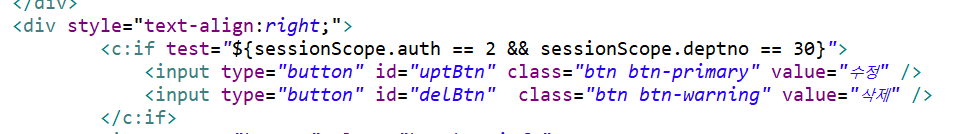 </div>
<div style="text-align:right;">
<c:if test="${sessionScope.auth == 2 && sessionScope.deptno == 30}">
<input type="button" id="uptBtn" class="btn btn-primary" value="수정" />
<input type="button" id="delBtn"  class="btn btn-warning" value="삭제" />
</c:if>